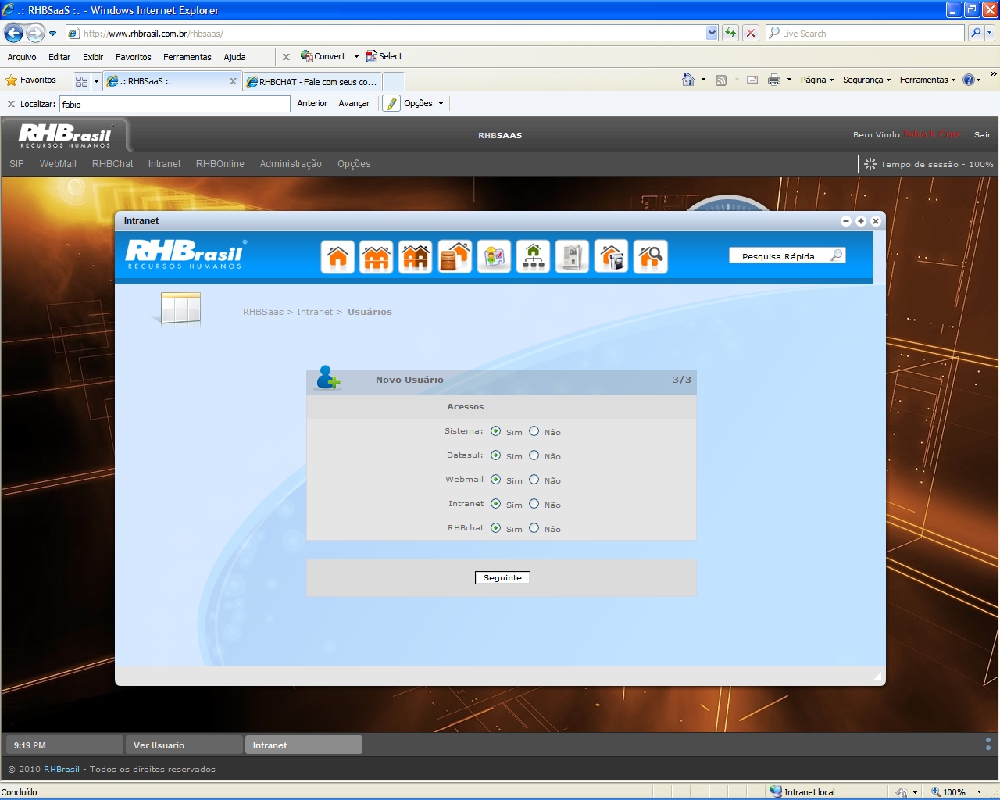 .: RHBSaaS :. - Windows Internet Explorer
http://www.rhbrasil.com.br/rhbsaas/
Live Search
Arquivo Editar Exibir Favoritos Ferramentas Ajuda x Convert Select
Favoritos .: RHBSaaS :. x RHBCHAT - Fale com seus co... Página Segurança Ferramentas »
x Localizar: fabio Anterior Avançar Opções
RHBrasil
RECURSOS HUMANOS
RHBSAAS
Bem Vindo Fabio h Cruz Sair
SIP WebMail RHBChat Intranet RHBOnline Administração Opções
Tempo de sessão - 100%
Intranet
RHBrasil
RECURSOS HUMANOS
Pesquisa Rápida
RHBSaas > Intranet > Usuários
Novo Usuário 3/3
Acessos
Sistema: Sim Não
Datasul: Sim Não
Webmail Sim Não
Intranet Sim Não
RHBchat Sim Não
Seguinte
9:19 PM Ver Usuario Intranet
© 2010 RHBrasil - Todos os direitos reservados
Concluído Intranet local 100%